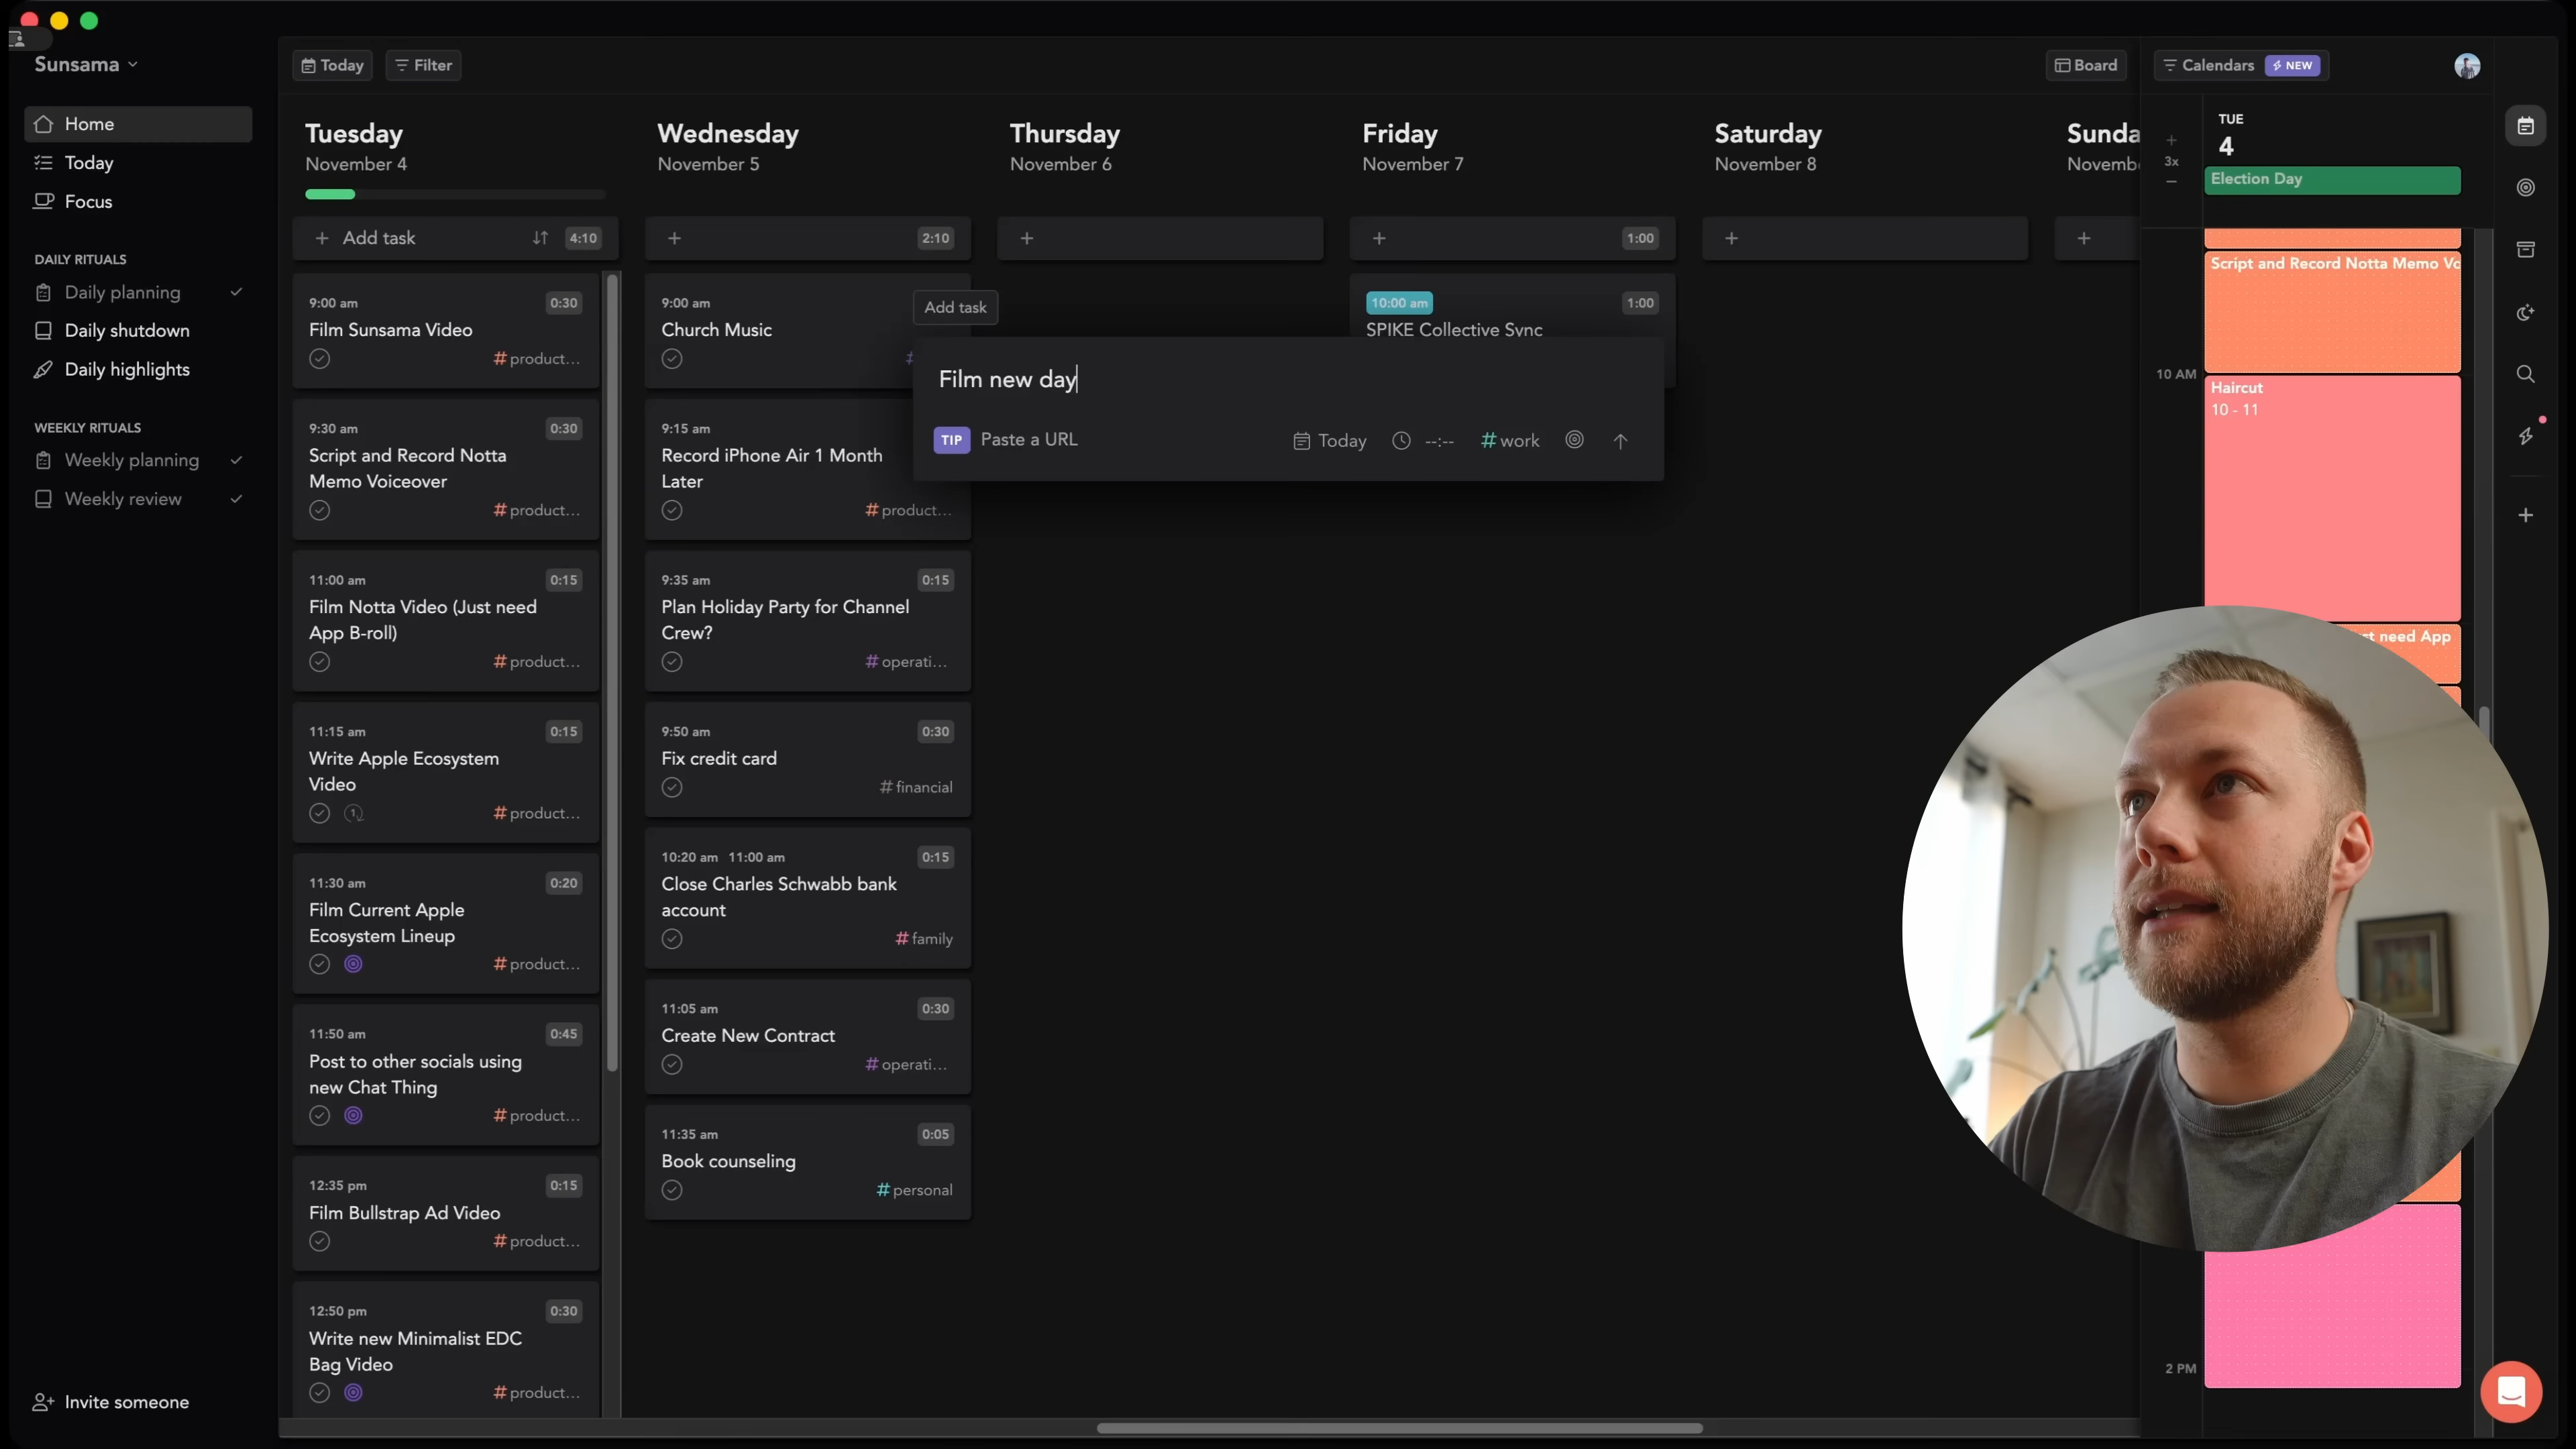 Sunsama
Home
Today
Focus
DAILY RITUALS
Daily planning
Daily shutdown
Daily highlights
WEEKLY RITUALS
Weekly planning
Weekly review
Invite someone
Today
Filter
Board
Tuesday
November 4
Add task
4:10
9:00 am
0:30
Film Sunsama Video
# product...
9:30 am
0:30
Script and Record Notta
Memo Voiceover
# product...
11:00 am
0:15
Film Notta Video (Just need
App B-roll)
# product...
11:15 am
0:15
Write Apple Ecosystem
Video
1
# product...
11:30 am
0:20
Film Current Apple
Ecosystem Lineup
# product...
11:50 am
0:45
Post to other socials using
new Chat Thing
# product...
12:35 pm
0:15
Film Bullstrap Ad Video
# product...
12:50 pm
0:30
Write new Minimalist EDC
Bag Video
# product...
Wednesday
November 5
2:10
9:00 am
Church Music
#
9:15 am
Record iPhone Air 1 Month
Later
# product...
9:35 am
0:15
Plan Holiday Party for Channel
Crew?
# operati...
9:50 am
0:30
Fix credit card
# financial
10:20 am 11:00 am
0:15
Close Charles Schwabb bank
account
# family
11:05 am
0:30
Create New Contract
# operati...
11:35 am
0:05
Book counseling
# personal
Thursday
November 6
Friday
November 7
1:00
10:00 am
1:00
SPIKE Collective Sync
Saturday
November 8
Sunda
Novembe
Add task
Film new day
TIP Paste a URL
Today
--:--
# work
Calendars
NEW
TUE
4
3x
Election Day
Script and Record Notta Memo Vo
10 AM
Haircut
10 - 11
st need App
2 PM